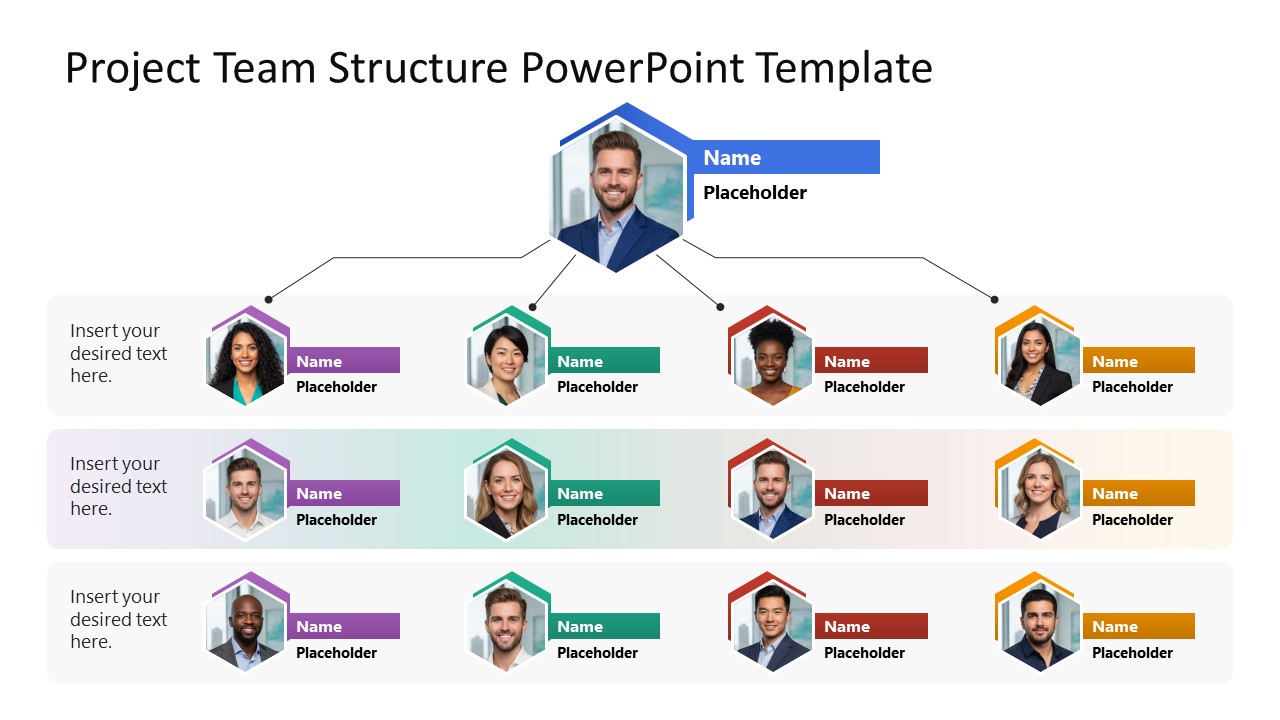 Project Team Structure PowerPoint Template
Name
Placeholder
Insert your
desired text
here.
Name
Placeholder
Name
Placeholder
Name
Placeholder
Name
Placeholder
Insert your
desired text
here.
Name
Placeholder
Name
Placeholder
Name
Placeholder
Name
Placeholder
Insert your
desired text
here.
Name
Placeholder
Name
Placeholder
Name
Placeholder
Name
Placeholder